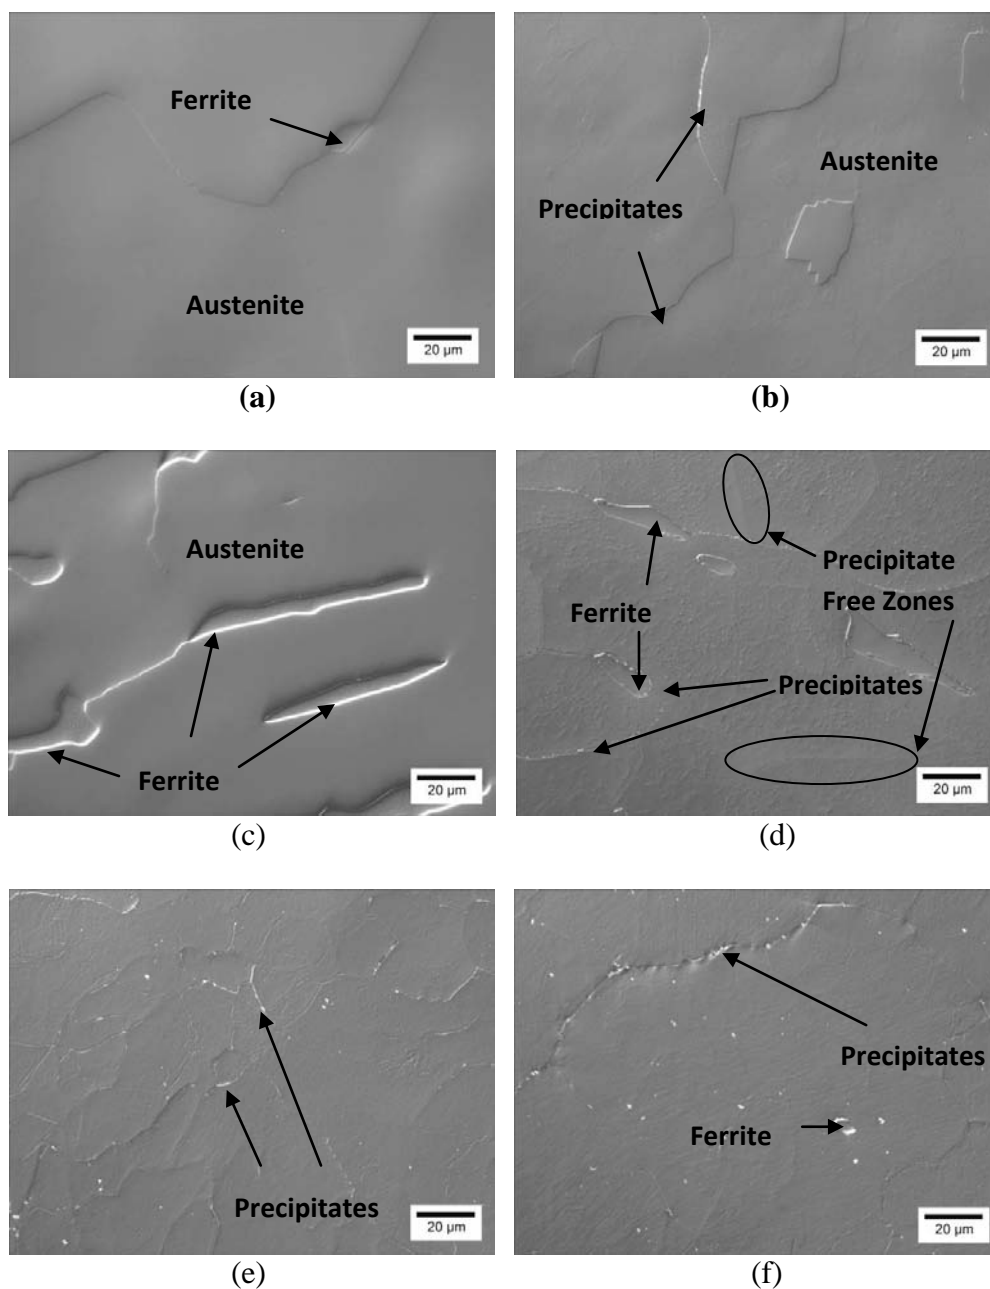 Ferrite
Austenite
20 µm
(a)
Austenite
Precipitates
20 µm
(b)
Austenite
Ferrite
20 µm
(c)
Precipitate
Free Zones
Ferrite
Precipitates
20 µm
(d)
Precipitates
20 µm
(e)
Precipitates
Ferrite
20 µm
(f)